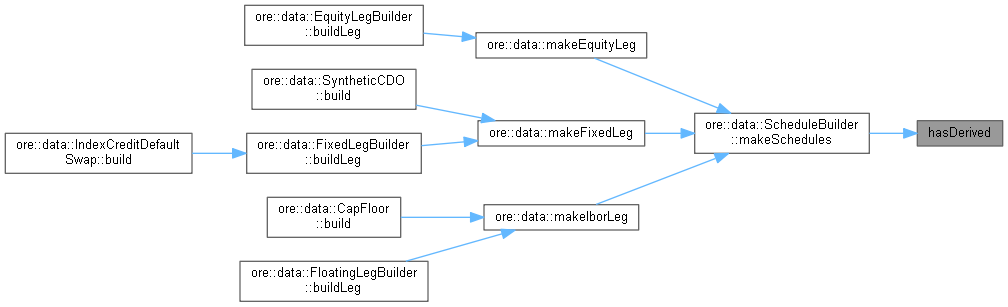 ore::data::EquityLegBuilder
::buildLeg
ore::data::makeEquityLeg
ore::data::SyntheticCDO
::build
ore::data::ScheduleBuilder
::makeSchedules
hasDerived
ore::data::makeFixedLeg
ore::data::IndexCreditDefault
Swap::build
ore::data::FixedLegBuilder
::buildLeg
ore::data::CapFloor
::build
ore::data::makeIborLeg
ore::data::FloatingLegBuilder
::buildLeg